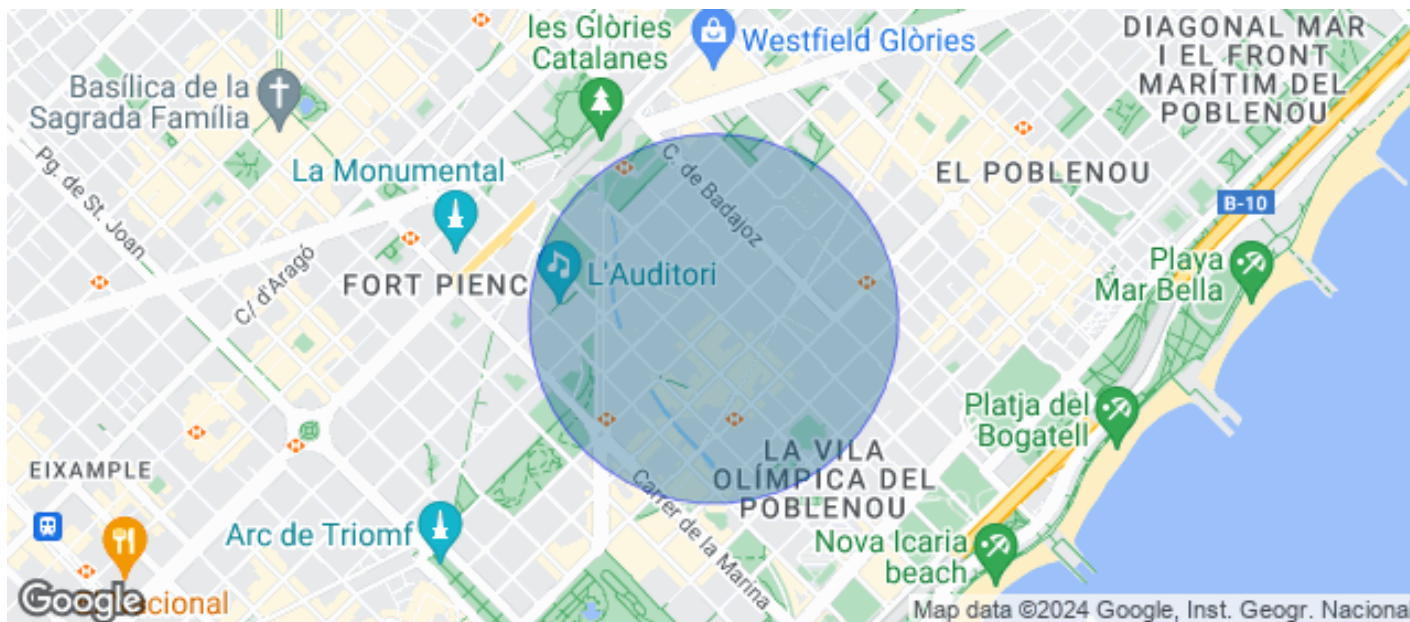 les Glòries
Catalanes
Westfield Glòries
DIAGONAL MAR
I EL FRONT
MARÍTIM DEL
POBLENOU
Basílica de la
Sagrada Família
La Monumental
Pg. de St. Joan
C. de Badajoz
EL POBLENOU
B-10
C/ d'Aragó
FORT PIENC
L'Auditori
Playa
Mar Bella
Platja del
Bogatell
EIXAMPLE
LA VILA
OLÍMPICA DEL
POBLENOU
Carrer de la Marina
Arc de Triomf
Nova Icaria
beach
Google
nacional
Map data ©2024 Google, Inst. Geogr. Nacional